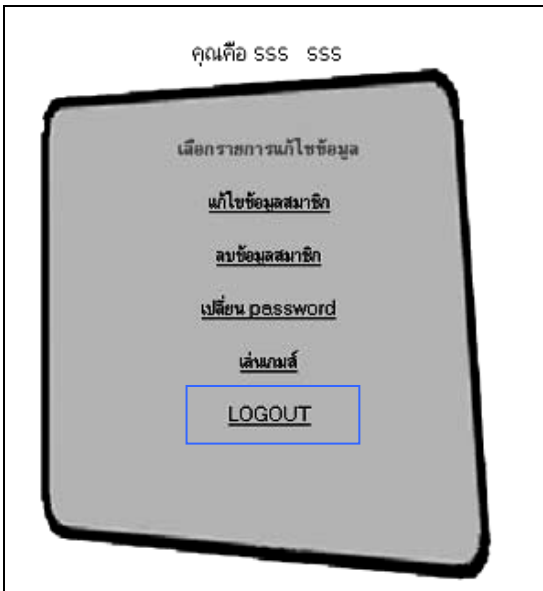 คุณคือ sss sss
เลือกรายการแก้ไขข้อมูล
แก้ไขข้อมูลสมาชิก
ลบข้อมูลสมาชิก
เปลี่ยน password
เล่นเกมส์
LOGOUT